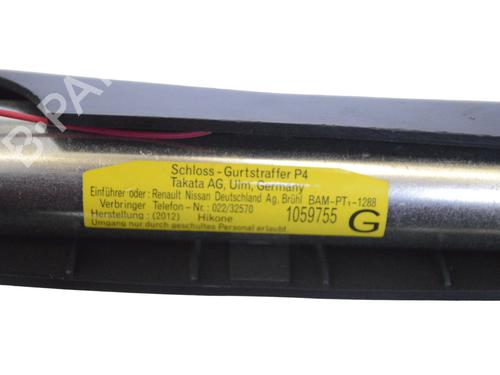 B-PA
Schloss-Gurtstraffer P4
Takata AG, Ulm, Germany
Einführer oder: Renault Nissan Deutschland Ag, Brühl BAM-PT₁-1288
Verbringer Telefon-Nr.: 022/32570
Herstellung: (2012) Hikone 1059755 G
Umgang nur durch geschultes Personal erlaubt